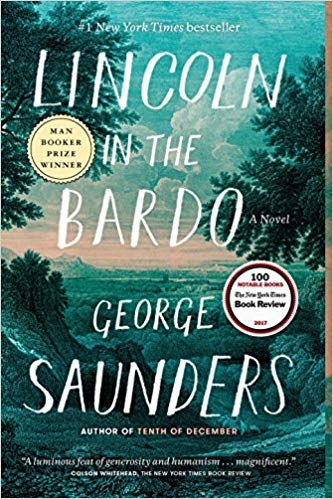 #1 New York Times bestseller
LINCOLN
MAN
BOOKER
PRIZE
WINNER
IN THE
BARDO
A Novel
100
NOTABLE BOOKS
The New York Times
Book Review
2017
GEORGE
SAUNDERS
AUTHOR OF TENTH OF DECEMBER
"A luminous feat of generosity and humanism . . . magnificent."
COLSON WHITEHEAD, THE NEW YORK TIMES BOOK REVIEW